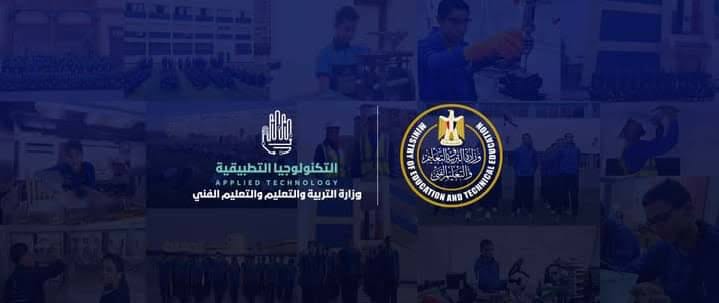 التكنولوجيا التطبيقية
APPLIED TECHNOLOGY
وزارة التربية والتعليم والتعليم الفني
وزارة التربية والتعليم
والتعليم الفني
MINISTRY OF EDUCATION AND TECHNICAL EDUCATION